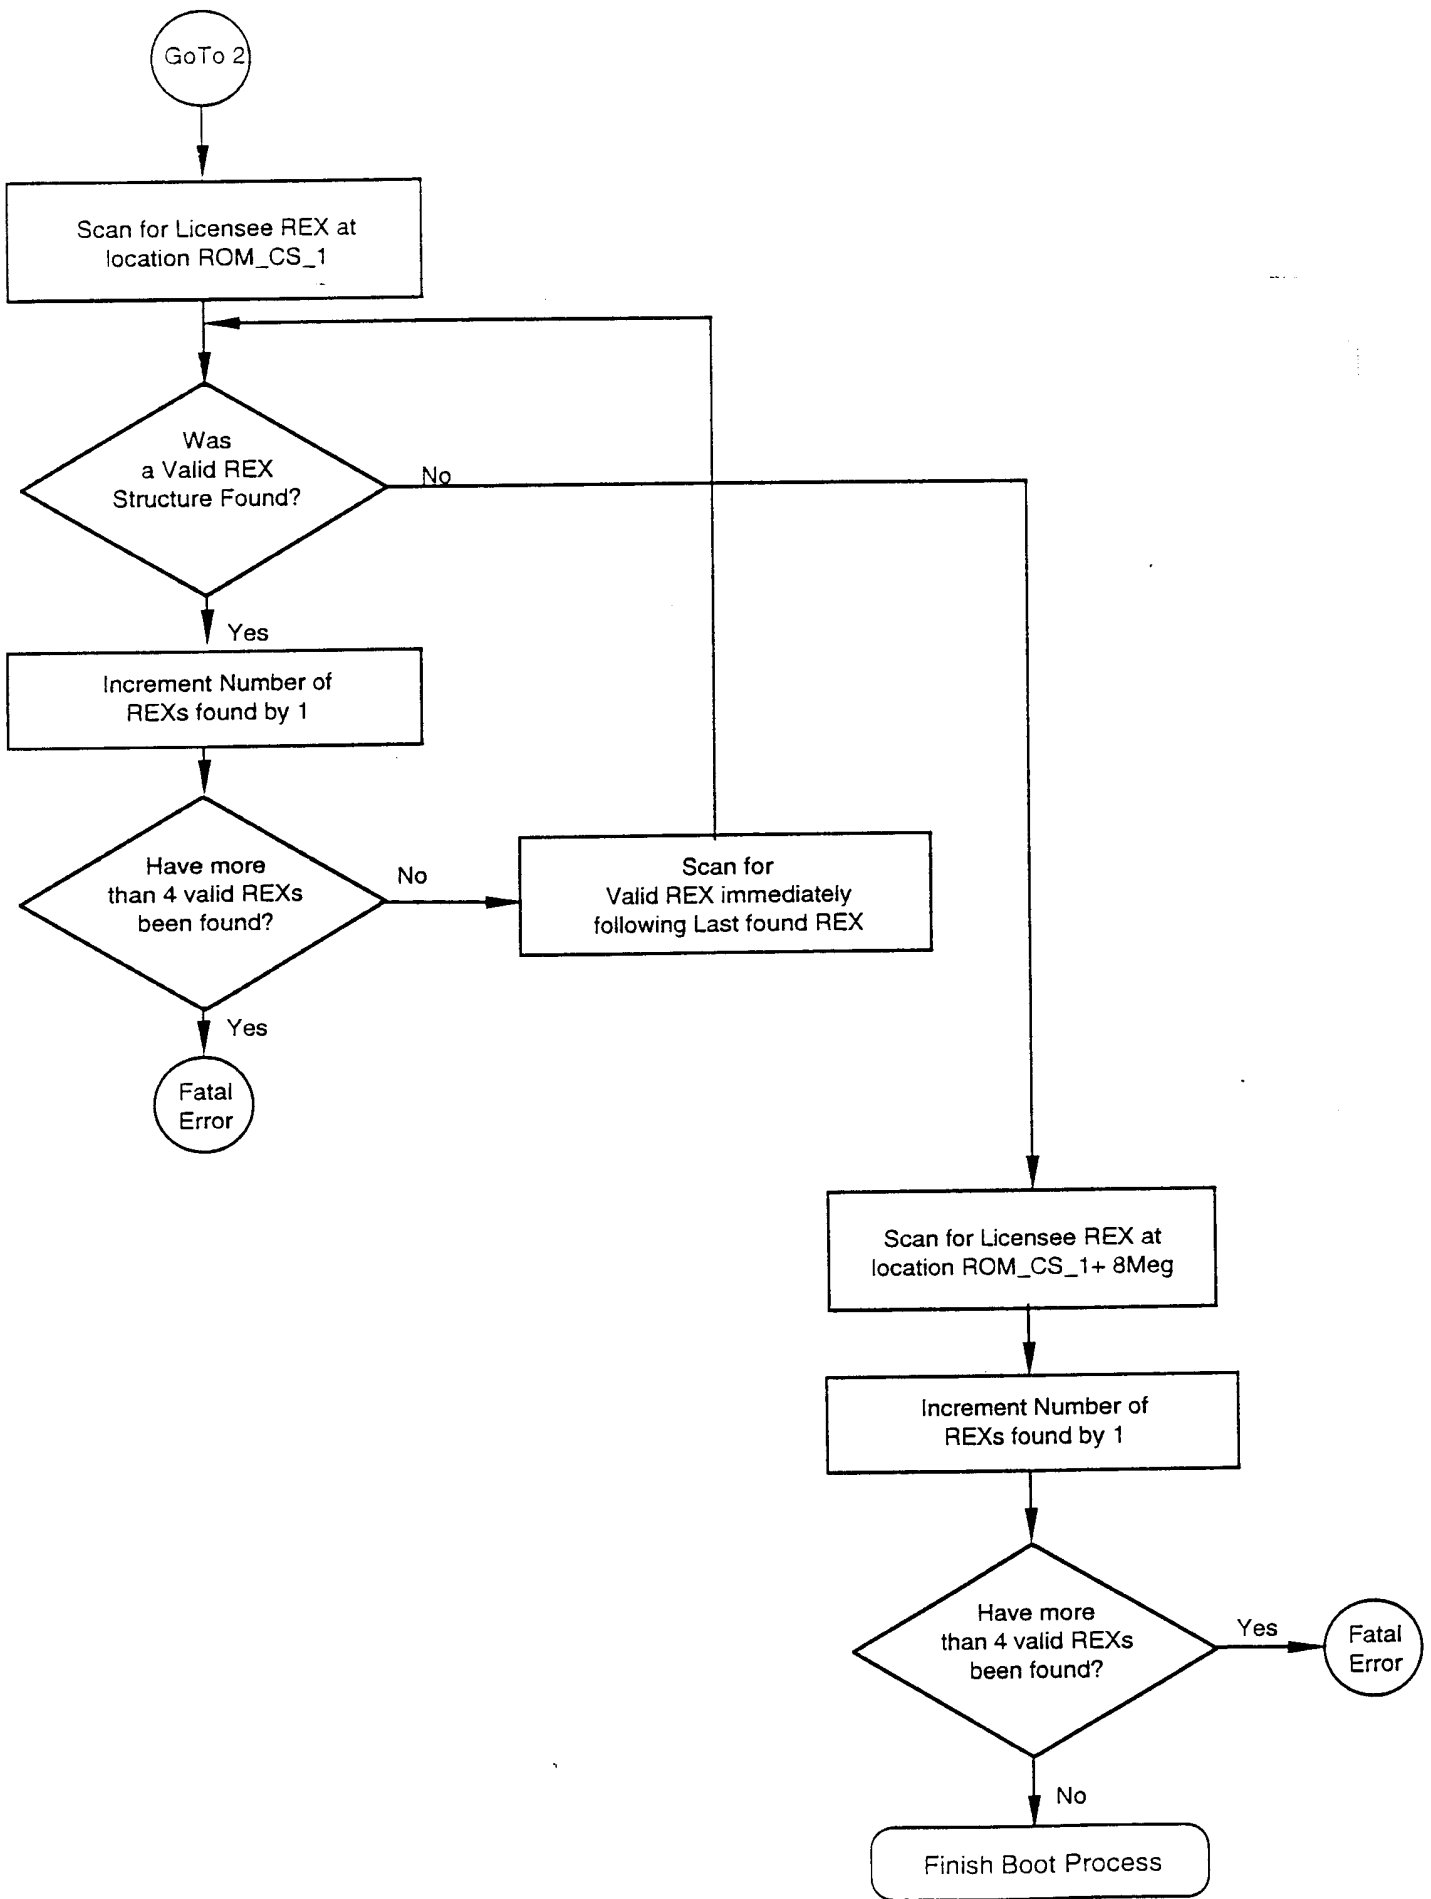 GoTo 2
Scan for Licensee REX at
location ROM_CS_1
Was
a Valid REX
Structure Found?
No
Yes
Increment Number of
REXs found by 1
Have more
than 4 valid REXs
been found?
No
Scan for
Valid REX immediately
following Last found REX
Yes
Fatal
Error
Scan for Licensee REX at
location ROM_CS_1+ 8Meg
Increment Number of
REXs found by 1
Have more
than 4 valid REXs
been found?
Yes
Fatal
Error
No
Finish Boot Process